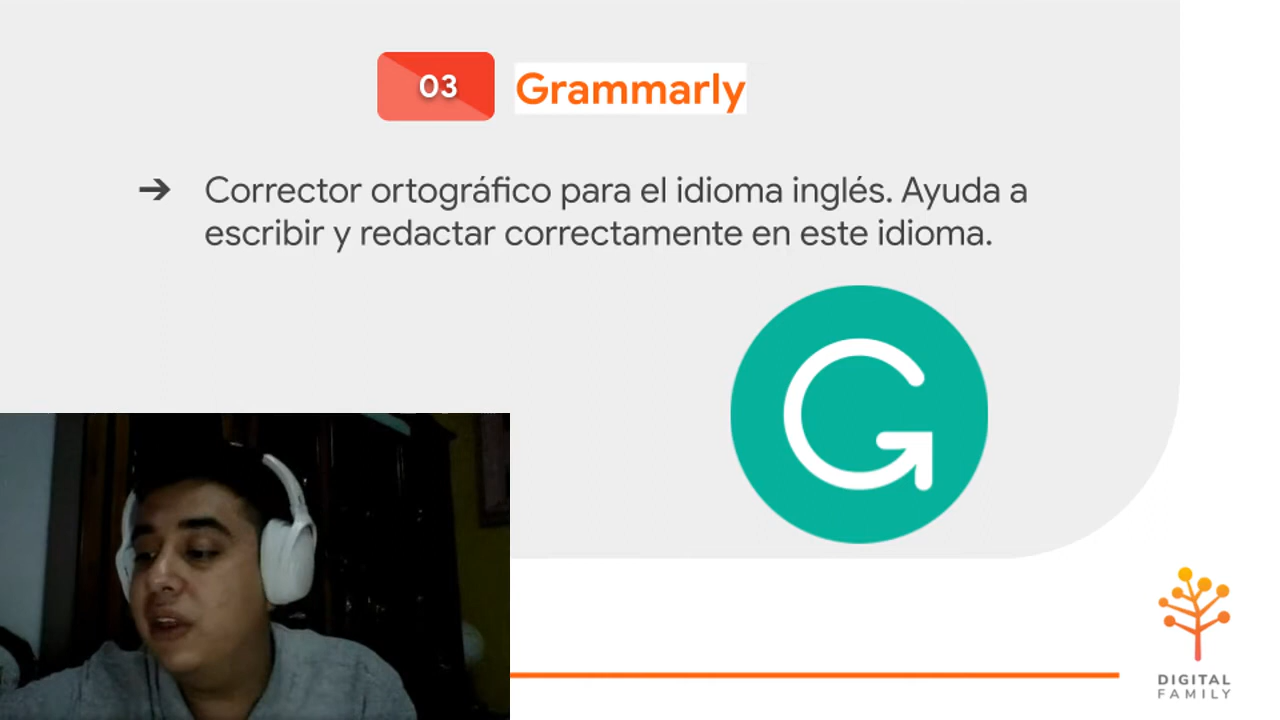 03 Grammarly
➔ Corrector ortográfico para el idioma inglés. Ayuda a
escribir y redactar correctamente en este idioma.
DIGITAL
FAMILY